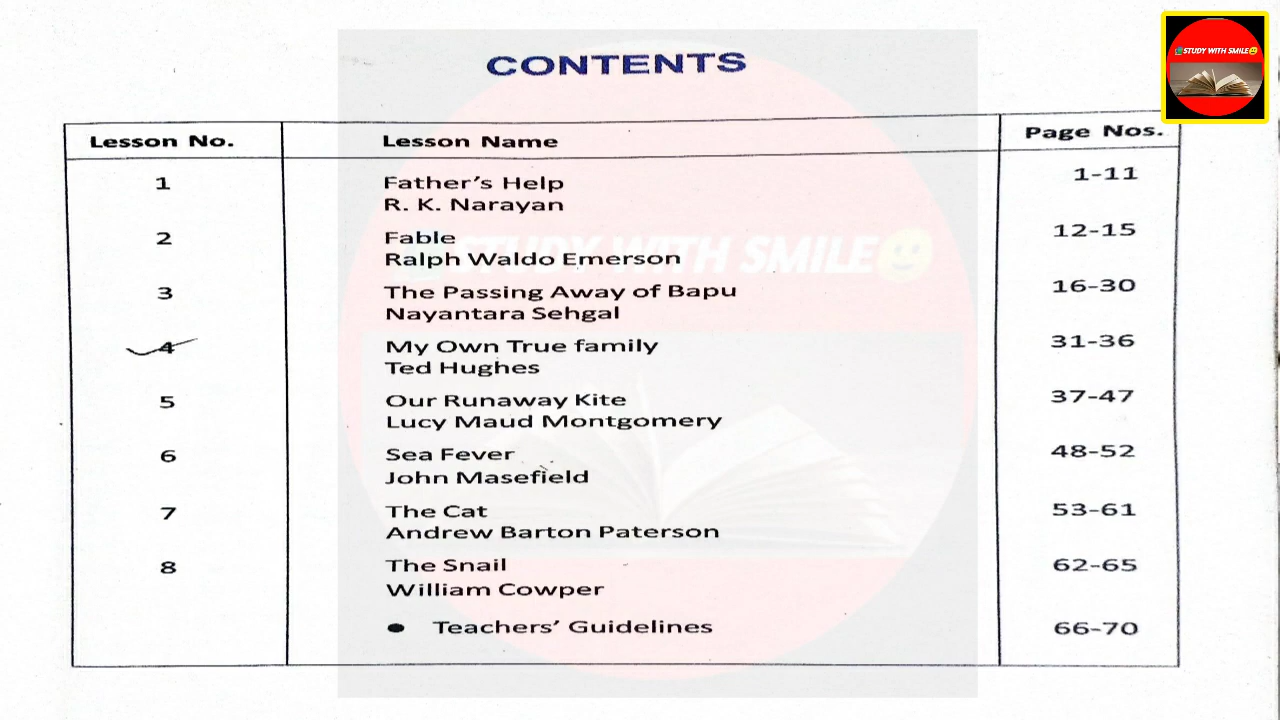 STUDY WITH SMILE
CONTENTS
Lesson No. Lesson Name Page Nos.
1 Father's Help 1-11
R. K. Narayan
2 Fable 12-15
Ralph Waldo Emerson
STUDY WITH SMILE
3 The Passing Away of Bapu 16-30
Nayantara Sehgal
4 My Own True family 31-36
Ted Hughes
5 Our Runaway Kite 37-47
Lucy Maud Montgomery
6 Sea Fever 48-52
John Masefield
7 The Cat 53-61
Andrew Barton Paterson
8 The Snail 62-65
William Cowper
● Teachers' Guidelines 66-70